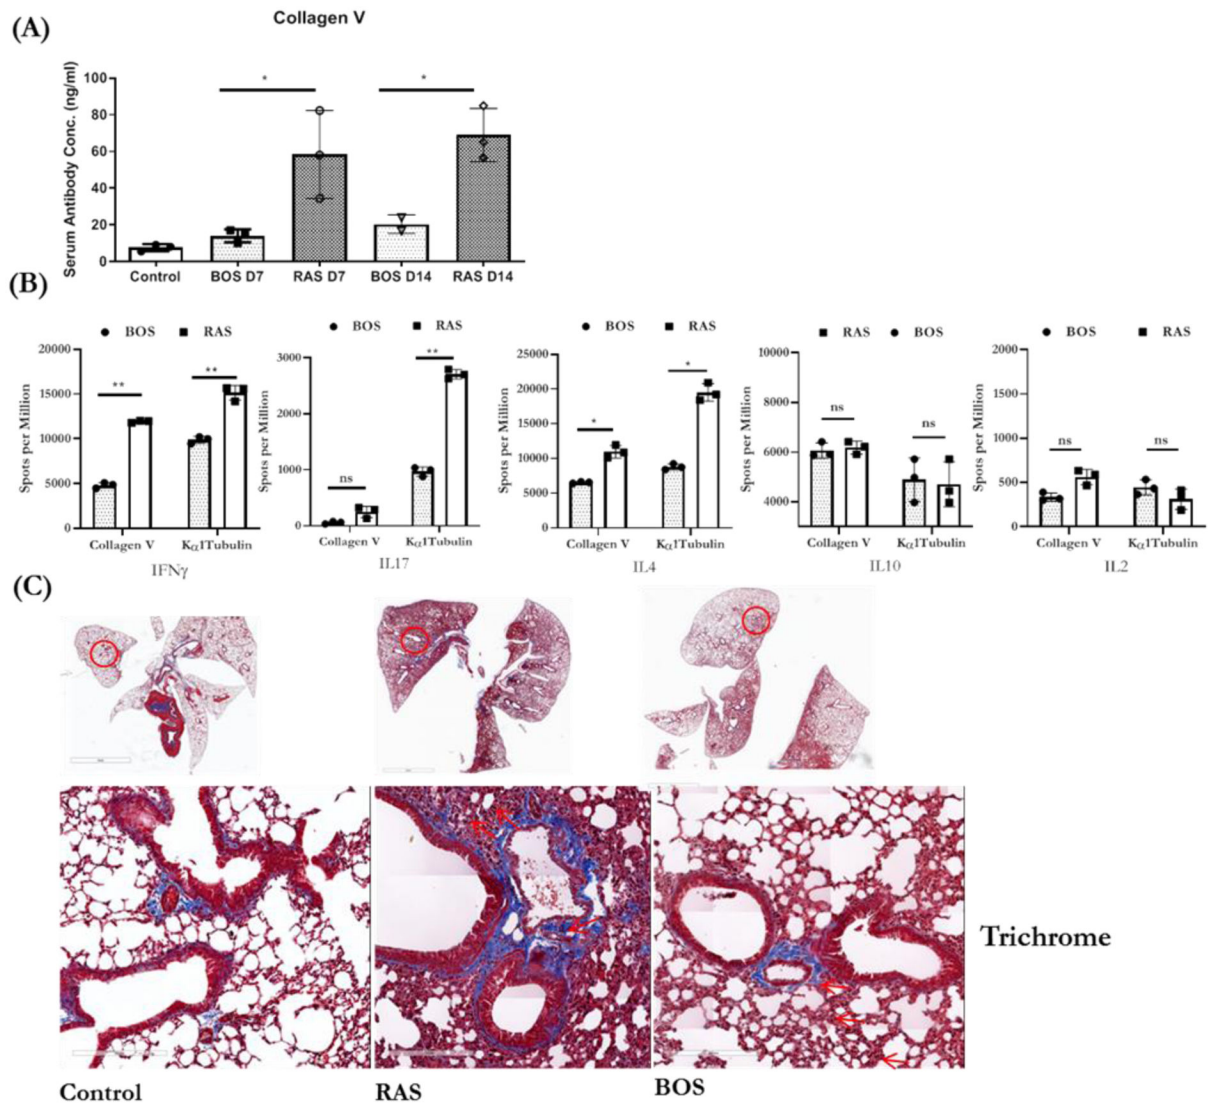 (A)
Collagen V
Serum Antibody Conc. (ng/ml)
100
80
60
40
20
0
*
*
Control
BOS D7
RAS D7
BOS D14
RAS D14
(B)
BOS
RAS
Spots per Million
20000
15000
10000
5000
0
**
**
Collagen V
Kα1Tubulin
IFNγ
BOS
RAS
Spots per Million
3000
2000
1000
0
ns
**
Collagen V
Kα1Tubulin
IL17
BOS
RAS
Spots per Million
25000
20000
15000
10000
5000
0
*
*
Collagen V
Kα1Tubulin
IL4
RAS
BOS
Spots per Million
10000
8000
6000
4000
ns
ns
Collagen V
Kα1Tubulin
IL10
BOS
RAS
Spots per Million
2000
1500
1000
500
0
ns
ns
Collagen V
Kα1Tubulin
IL2
(C)
Trichrome
Control
RAS
BOS